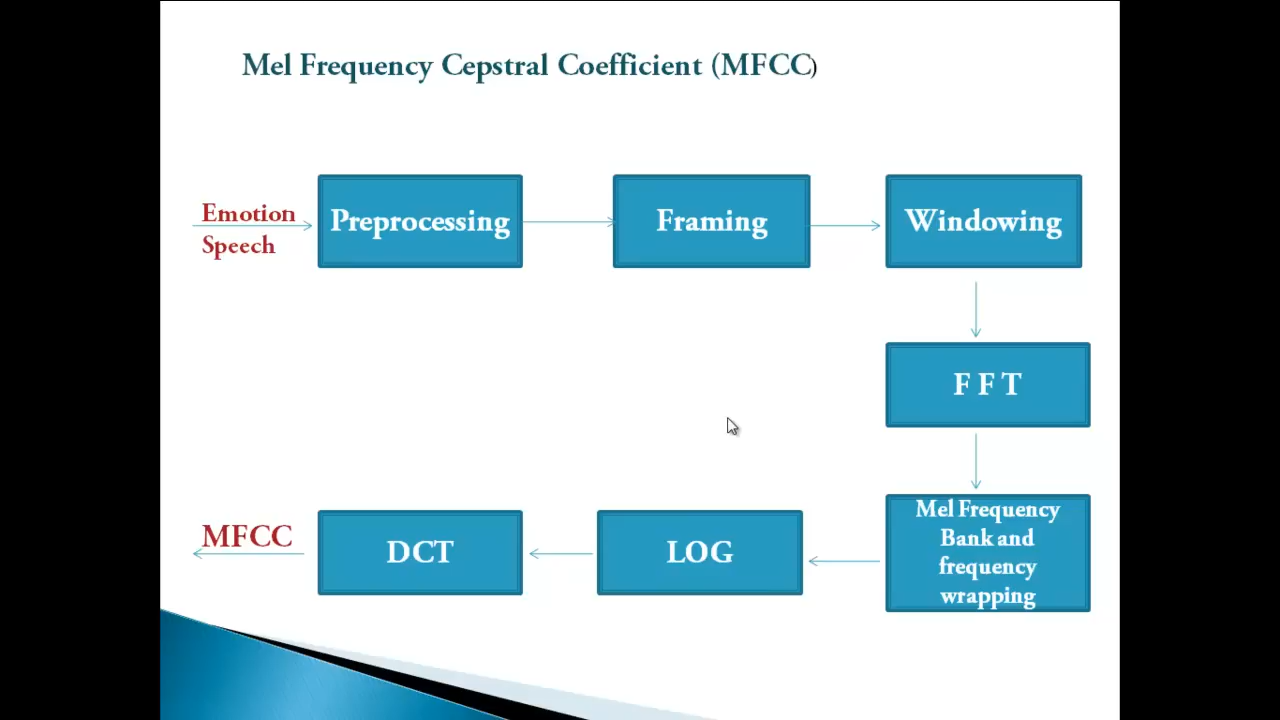 Mel Frequency Cepstral Coefficient (MFCC)
Emotion
Speech
Preprocessing
Framing
Windowing
F F T
Mel Frequency
Bank and
frequency
wrapping
LOG
DCT
MFCC